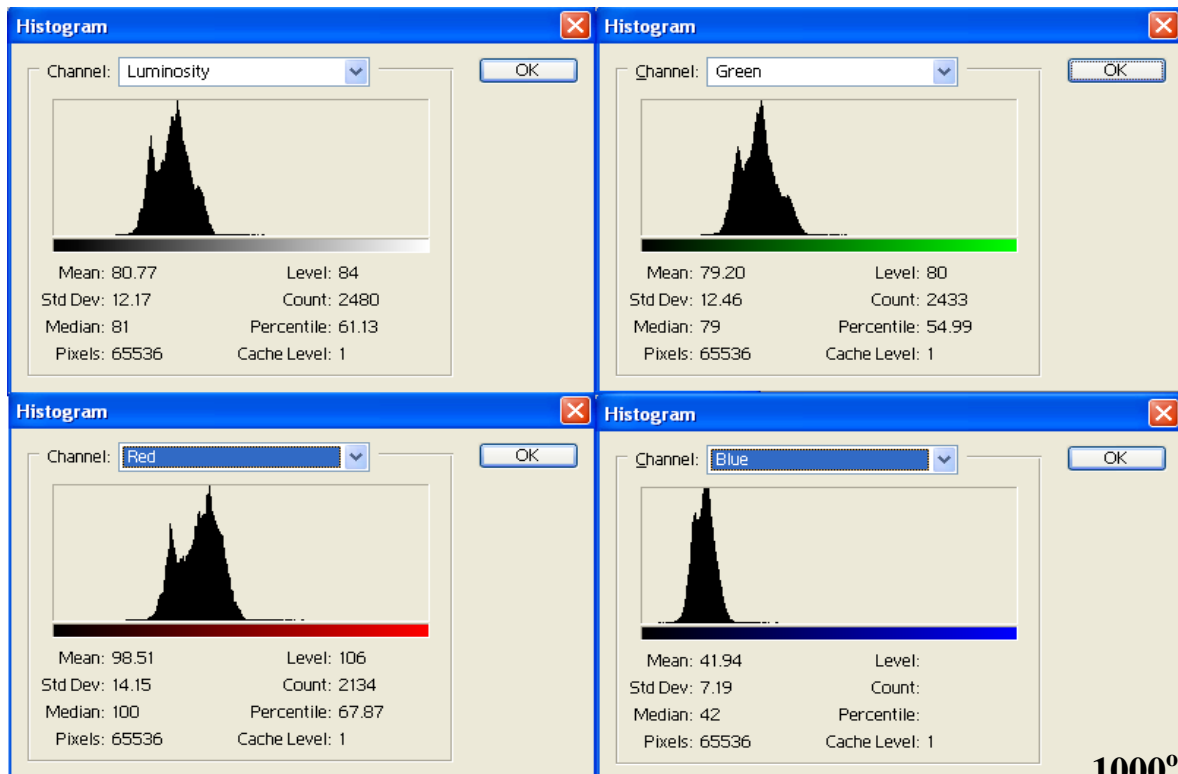 Histogram
Channel: Luminosity
OK
Mean: 80.77 Level: 84
Std Dev: 12.17 Count: 2480
Median: 81 Percentile: 61.13
Pixels: 65536 Cache Level: 1
Histogram
Channel: Green
OK
Mean: 79.20 Level: 80
Std Dev: 12.46 Count: 2433
Median: 79 Percentile: 54.99
Pixels: 65536 Cache Level: 1
Histogram
Channel: Red
OK
Mean: 98.51 Level: 106
Std Dev: 14.15 Count: 2134
Median: 100 Percentile: 67.87
Pixels: 65536 Cache Level: 1
Histogram
Channel: Blue
OK
Mean: 41.94 Level:
Std Dev: 7.19 Count:
Median: 42 Percentile:
Pixels: 65536 Cache Level: 1
1000º